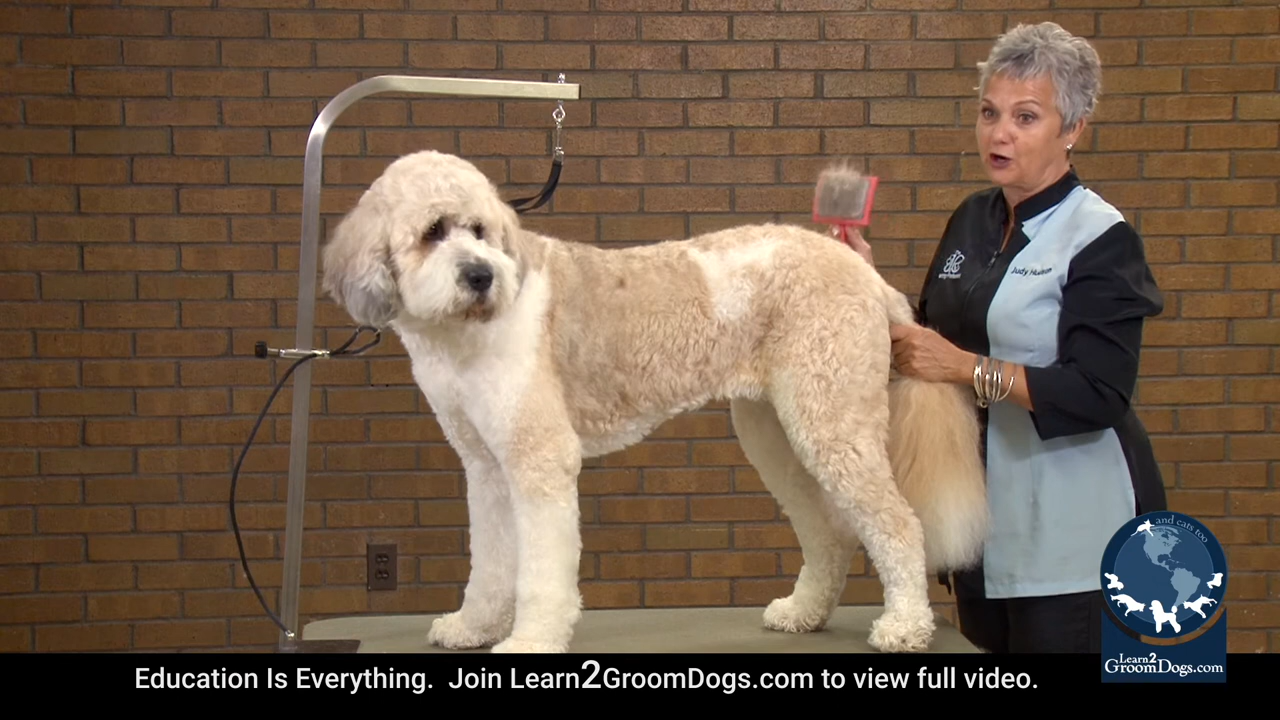 Judy Hudson
and cats too
Learn2
GroomDogs.com
Education Is Everything. Join Learn2GroomDogs.com to view full video.